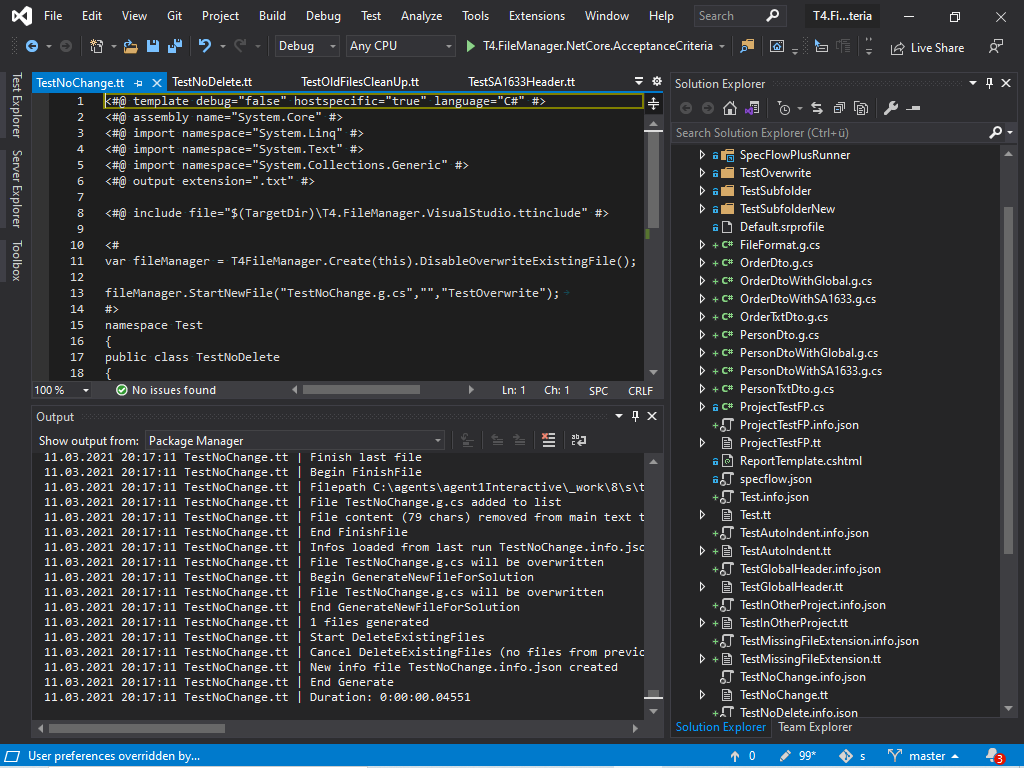 File Edit View Git Project Build Debug Test Analyze Tools Extensions Window Help Search T4.Fi...teria
Debug Any CPU T4.FileManager.NetCore.AcceptanceCriteria Live Share
Test Explorer
Server Explorer
Toolbox
TestNoChange.tt TestNoDelete.tt TestOldFilesCleanUp.tt TestSA1633Header.tt
1 <#@ template debug="false" hostspecific="true" language="C#" #>
2 <#@ assembly name="System.Core" #>
3 <#@ import namespace="System.Linq" #>
4 <#@ import namespace="System.Text" #>
5 <#@ import namespace="System.Collections.Generic" #>
6 <#@ output extension=".txt" #>
7
8 <#@ include file="$(TargetDir)\T4.FileManager.VisualStudio.ttinclude" #>
9
10 <#
11 var fileManager = T4FileManager.Create(this).DisableOverwriteExistingFile();
12
13 fileManager.StartNewFile("TestNoChange.g.cs","","TestOverwrite");
14 #>
15 namespace Test
16 {
17 public class TestNoDelete
18 {
100 % No issues found Ln: 1 Ch: 1 SPC CRLF
Output
Show output from: Package Manager
11.03.2021 20:17:11 TestNoChange.tt | Finish last file
11.03.2021 20:17:11 TestNoChange.tt | Begin FinishFile
11.03.2021 20:17:11 TestNoChange.tt | Filepath C:\agents\agent1Interactive\_work\8\s\t
11.03.2021 20:17:11 TestNoChange.tt | File TestNoChange.g.cs added to list
11.03.2021 20:17:11 TestNoChange.tt | File content (79 chars) removed from main text t
11.03.2021 20:17:11 TestNoChange.tt | End FinishFile
11.03.2021 20:17:11 TestNoChange.tt | Infos loaded from last run TestNoChange.info.jsc
11.03.2021 20:17:11 TestNoChange.tt | File TestNoChange.g.cs will be overwritten
11.03.2021 20:17:11 TestNoChange.tt | Begin GenerateNewFileForSolution
11.03.2021 20:17:11 TestNoChange.tt | File TestNoChange.g.cs will be overwritten
11.03.2021 20:17:11 TestNoChange.tt | End GenerateNewFileForSolution
11.03.2021 20:17:11 TestNoChange.tt | 1 files generated
11.03.2021 20:17:11 TestNoChange.tt | Start DeleteExistingFiles
11.03.2021 20:17:11 TestNoChange.tt | Cancel DeleteExistingFiles (no files from previc
11.03.2021 20:17:11 TestNoChange.tt | New info file TestNoChange.info.json created
11.03.2021 20:17:11 TestNoChange.tt | End Generate
11.03.2021 20:17:11 TestNoChange.tt | Duration: 0:00:00.04551
Solution Explorer
Search Solution Explorer (Ctrl+ü)
SpecFlowPlusRunner
TestOverwrite
TestSubfolder
TestSubfolderNew
Default.srprofile
C# FileFormat.g.cs
C# OrderDto.g.cs
C# OrderDtoWithGlobal.g.cs
C# OrderDtoWithSA1633.g.cs
C# OrderTxtDto.g.cs
C# PersonDto.g.cs
C# PersonDtoWithGlobal.g.cs
C# PersonDtoWithSA1633.g.cs
C# PersonTxtDto.g.cs
C# ProjectTestFP.cs
ProjectTestFP.info.json
ProjectTestFP.tt
ReportTemplate.cshtml
specflow.json
Test.info.json
Test.tt
TestAutoIndent.info.json
TestAutoIndent.tt
TestGlobalHeader.info.json
TestGlobalHeader.tt
TestInOtherProject.info.json
TestInOtherProject.tt
TestMissingFileExtension.info.json
TestMissingFileExtension.tt
TestNoChange.info.json
TestNoChange.tt
TestNoDelete.info.json
Solution Explorer Team Explorer
User preferences overridden by... 0 99* s master 3